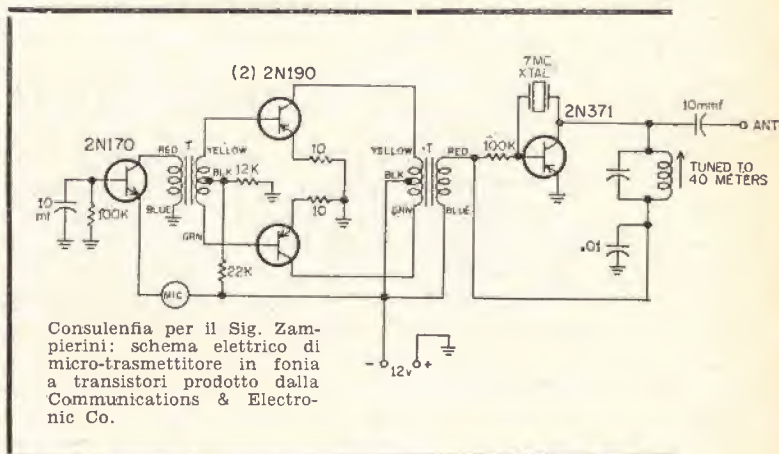 (2) 2N190
7MC
XTAL
2N371
10mmf
ANT
2N170
RED
T
YELLOW
BLK
12K
10
YELLOW
T
RED
100K
BLK
TUNED TO
40 METERS
10
mf
100K
BLUE
GRN
10
GRN
BLUE
.01
22K
MIC
- 12v +
Consulenfia per il Sig. Zam-
pierini: schema elettrico di
micro-trasmettitore in fonia
a transistori prodotto dalla
Communications & Electro-
nic Co.